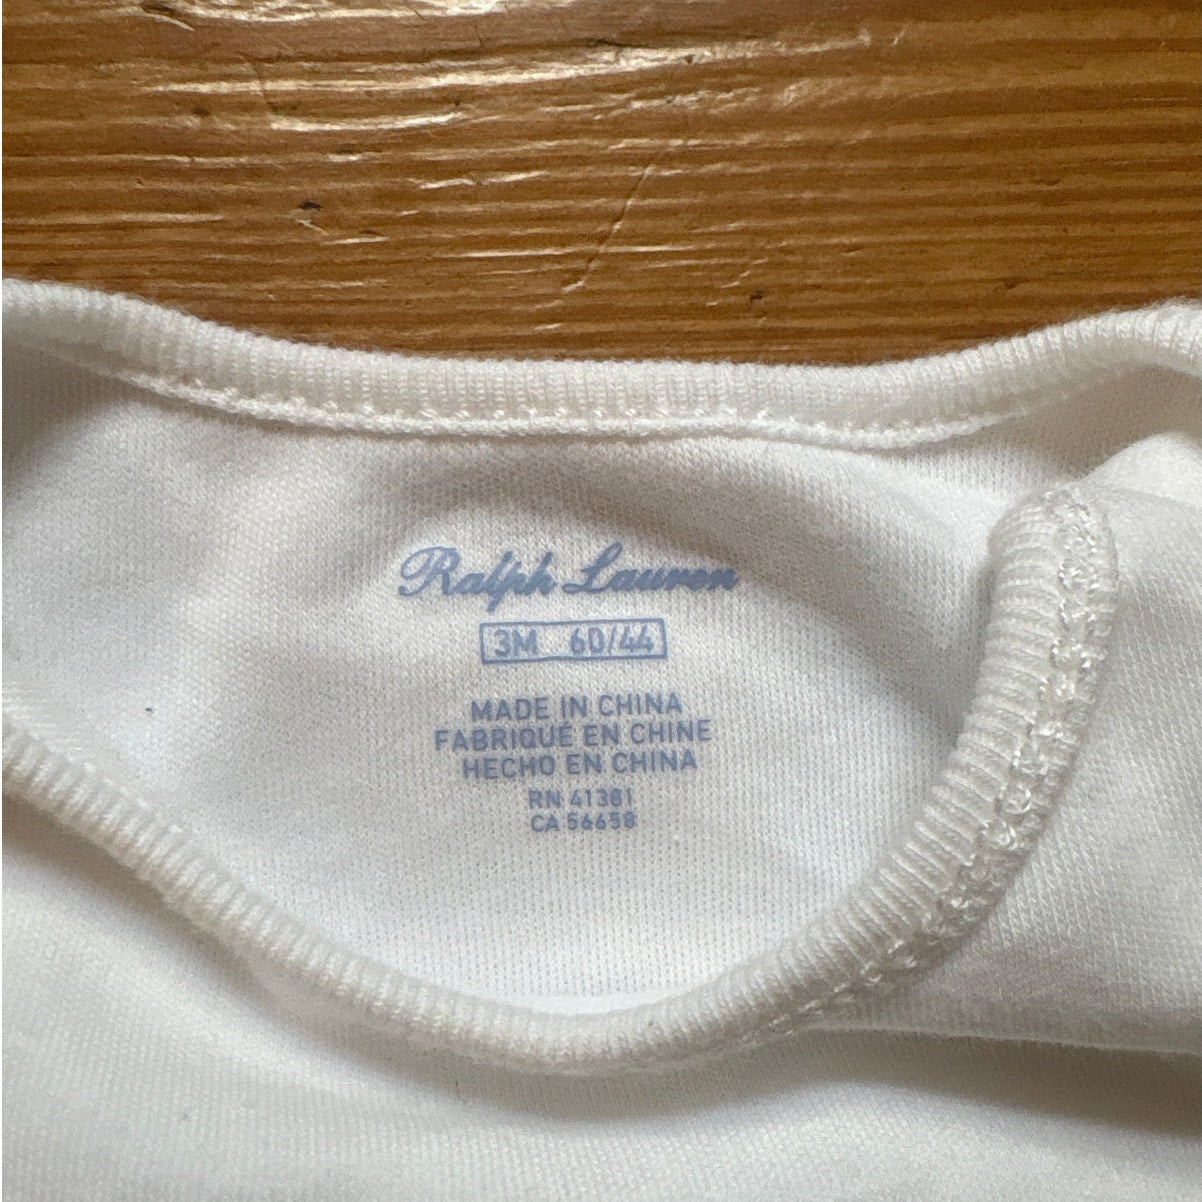 Ralph Lauren
3M 60/44
MADE IN CHINA
FABRIQUÉ EN CHINE
HECHO EN CHINA
RN 41381
CA 56658